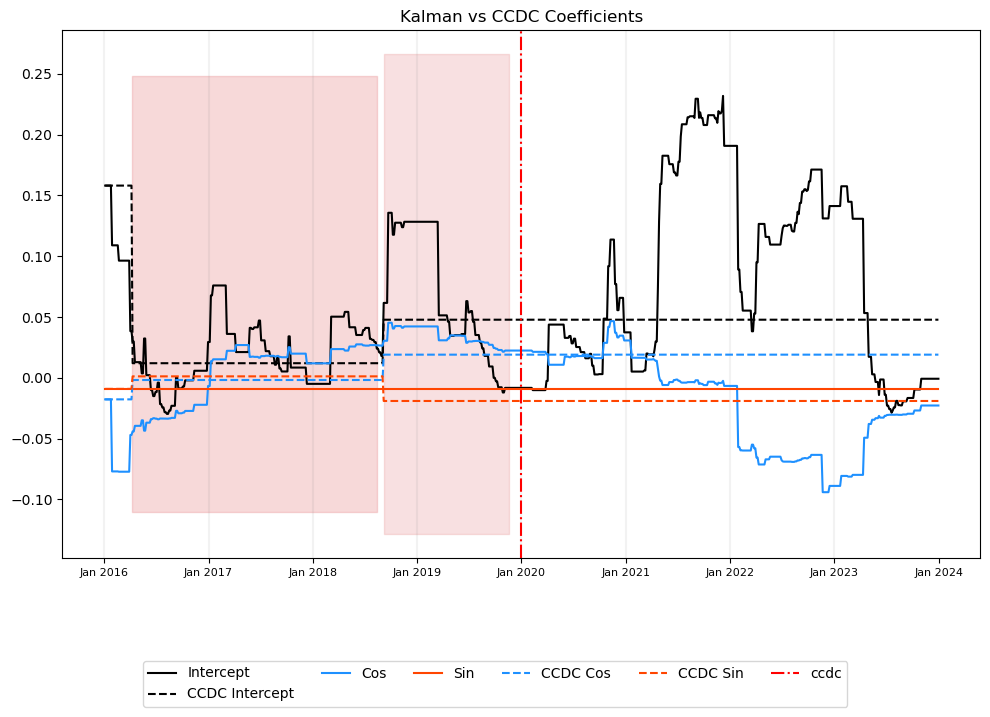 Kalman vs CCDC Coefficients
0.25
0.20
0.15
0.10
0.05
0.00
−0.05
−0.10
Jan 2016 Jan 2017 Jan 2018 Jan 2019 Jan 2020 Jan 2021 Jan 2022 Jan 2023 Jan 2024
Intercept Cos Sin CCDC Cos CCDC Sin ccdc
CCDC Intercept